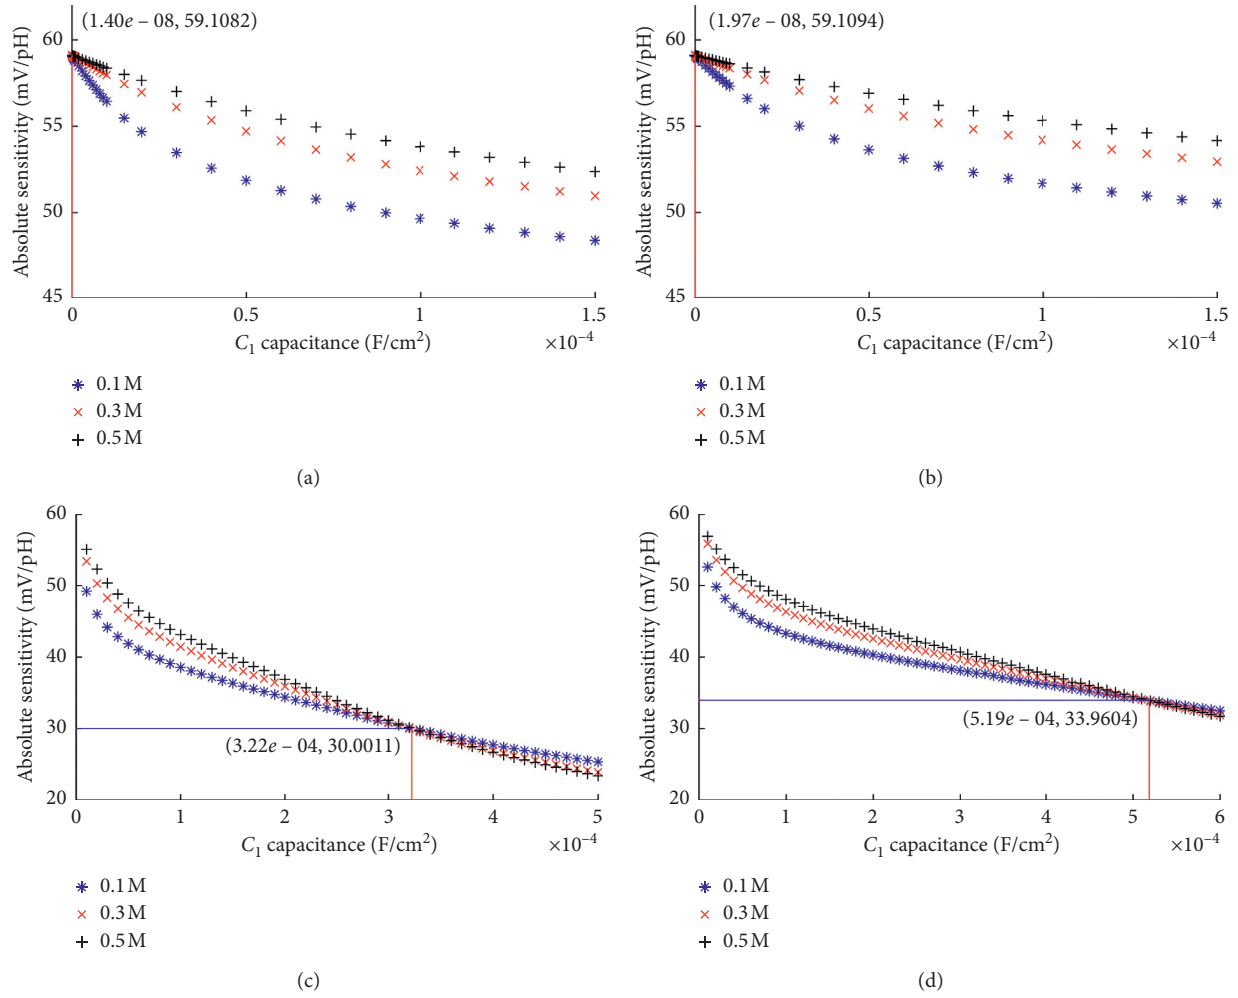 (1.40e – 08, 59.1082)
60
55
50
45
Absolute sensitivity (mV/pH)
0
0.5
1
1.5
C1 capacitance (F/cm²)
×10⁻⁴
0.1 M
0.3 M
0.5 M
(a)
(1.97e – 08, 59.1094)
60
55
50
45
Absolute sensitivity (mV/pH)
0
0.5
1
1.5
C1 capacitance (F/cm²)
×10⁻⁴
0.1 M
0.3 M
0.5 M
(b)
60
50
40
30
20
Absolute sensitivity (mV/pH)
(3.22e – 04, 30.0011)
0
1
2
3
4
5
C1 capacitance (F/cm²)
×10⁻⁴
0.1 M
0.3 M
0.5 M
(c)
60
50
40
30
20
Absolute sensitivity (mV/pH)
(5.19e – 04, 33.9604)
0
1
2
3
4
5
6
C1 capacitance (F/cm²)
×10⁻⁴
0.1 M
0.3 M
0.5 M
(d)